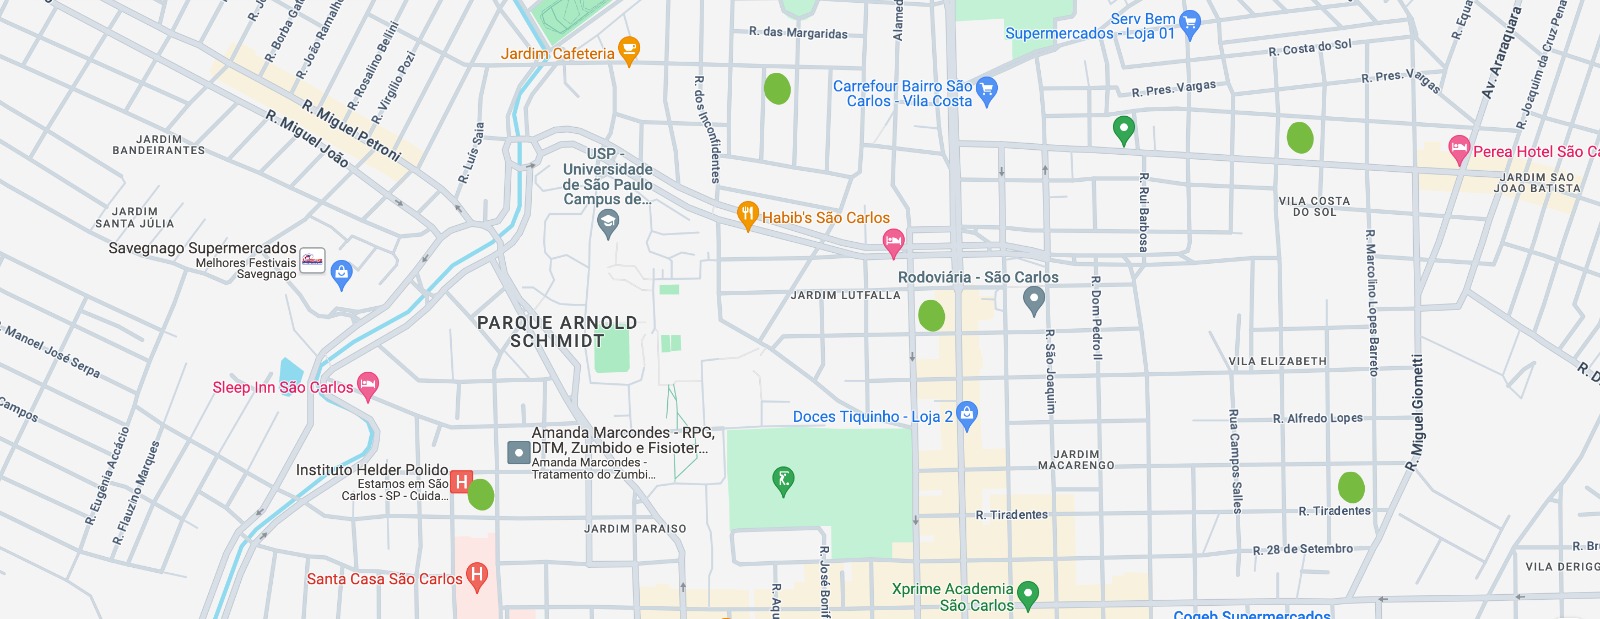 R. Borba Gat
R. João Ramalho
R. Rosalino Bellini
R. Virgílio Pozi
R. Miguel Petroni
R. Miguel João
JARDIM
BANDEIRANTES
R. Luís Saia
JARDIM
SANTA JÚLIA
Savegnago Supermercados
Melhores Festivais
Savegnago
R. Manoel José Serpa
Campos
Sleep Inn São Carlos
R. Eugênia Accácio
R. Flauzino Marques
Instituto Helder Polido
Estamos em São
Carlos - SP - Cuida...
H
Santa Casa São Carlos
H
Jardim Cafeteria
R. dos Inconfidentes
USP -
Universidade
de São Paulo
Campus de...
PARQUE ARNOLD
SCHIMIDT
Amanda Marcondes - RPG,
DTM, Zumbido e Fisioter...
Amanda Marcondes -
Tratamento do Zumbi...
JARDIM PARAISO
R. das Margaridas
Alamed
Carrefour Bairro São
Carlos - Vila Costa
Habib's São Carlos
Rodoviária - São Carlos
JARDIM LUTFALLA
Doces Tiquinho - Loja 2
R. Aqu
R. José Bonif
Xprime Academia
São Carlos
Serv Bem
Supermercados - Loja 01
R. Costa do Sol
R. Pres. Vargas
R. Pres. Vargas
R. Equa
Av. Araraquara
R. Joaquim da Cruz Pena
Perea Hotel São Ca
JARDIM SAO
JOAO BATISTA
VILA COSTA
DO SOL
R. Rui Barbosa
R. Dom Pedro II
R. São Joaquim
R. Marcolino Lopes Barreto
VILA ELIZABETH
R. Miguel Giometti
R. D
R. Alfredo Lopes
Rua Campos Salles
JARDIM
MACARENGO
R. Tiradentes
R. Tiradentes
R. 28 de Setembro
R. Br
VILA DERIGG
Cogeb Supermercados